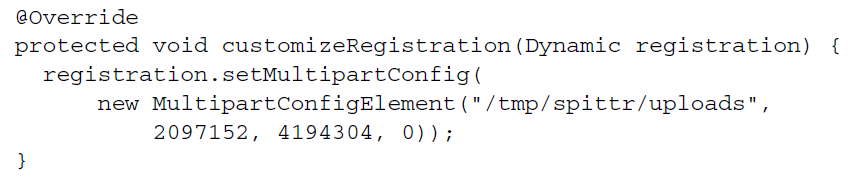 @Override
protected void customizeRegistration(Dynamic registration) {
  registration.setMultipartConfig(
      new MultipartConfigElement("/tmp/spittr/uploads",
          2097152, 4194304, 0));
}